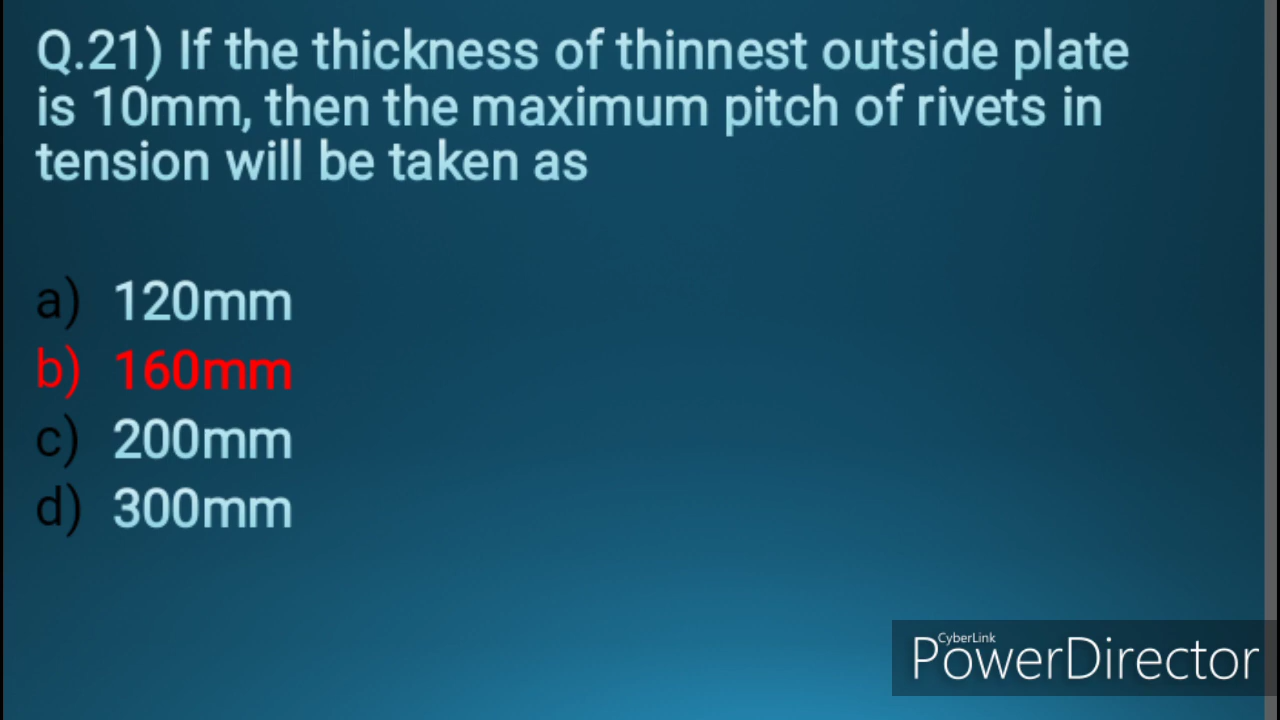 Q.21) If the thickness of thinnest outside plate
is 10mm, then the maximum pitch of rivets in
tension will be taken as
a) 120mm
b) 160mm
c) 200mm
d) 300mm
CyberLink
PowerDirector